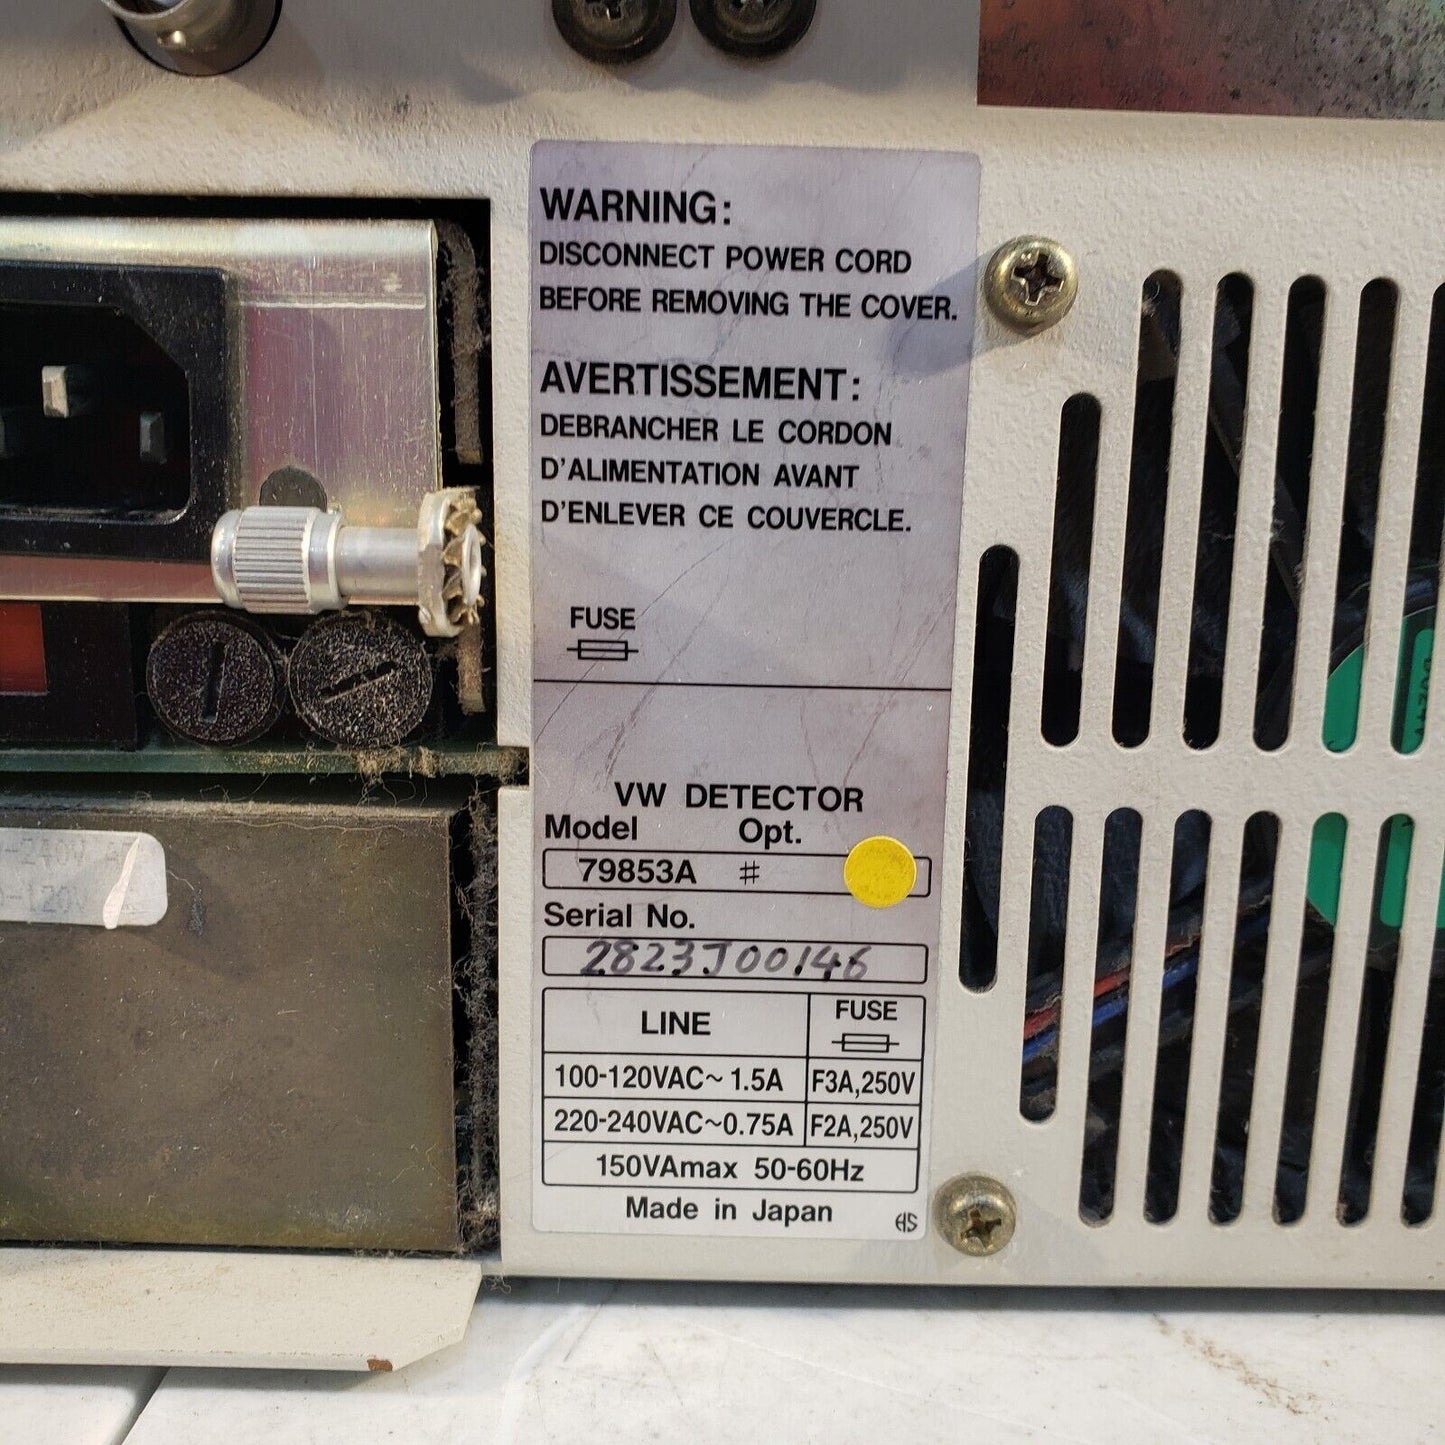 WARNING:
DISCONNECT POWER CORD
BEFORE REMOVING THE COVER.
AVERTISSEMENT:
DEBRANCHER LE CORDON
D'ALIMENTATION AVANT
D'ENLEVER CE COUVERCLE.
FUSE
VW DETECTOR
Model Opt.
79853A #
Serial No.
2823J00146
LINE FUSE
100-120VAC~ 1.5A F3A,250V
220-240VAC~0.75A F2A,250V
150VAmax 50-60Hz
Made in Japan
-240V
-120V